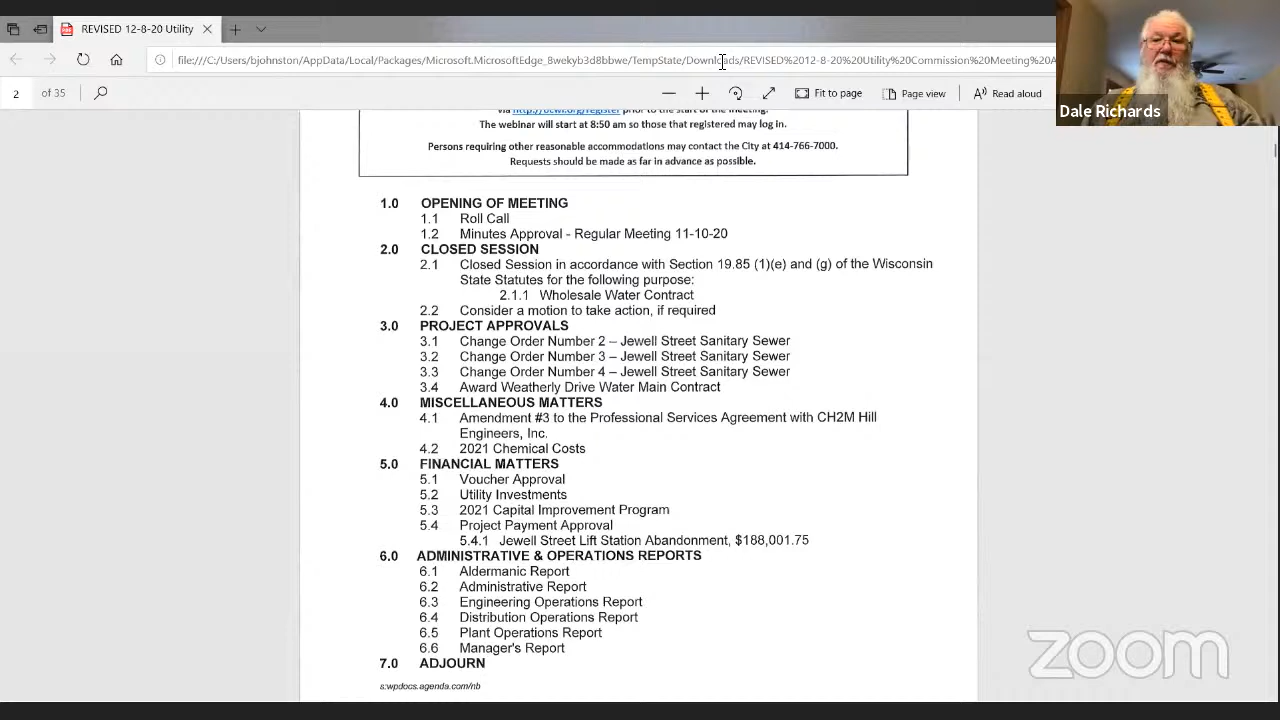 REVISED 12-8-20 Utility
file:///C:/Users/bjohnston/AppData/Local/Packages/Microsoft.MicrosoftEdge_8wekyb3d8bbwe/TempState/Downloads/REVISED%2012-8-20%20Utility%20Commission%20Meeting%20A
2 of 35 Fit to page Page view Read aloud
Dale Richards
via http://ocwi.org/register prior to the start of the meeting.
The webinar will start at 8:50 am so those that registered may log in.
Persons requiring other reasonable accommodations may contact the City at 414-766-7000.
Requests should be made as far in advance as possible.
1.0 OPENING OF MEETING
1.1 Roll Call
1.2 Minutes Approval - Regular Meeting 11-10-20
2.0 CLOSED SESSION
2.1 Closed Session in accordance with Section 19.85 (1)(e) and (g) of the Wisconsin
State Statutes for the following purpose:
2.1.1 Wholesale Water Contract
2.2 Consider a motion to take action, if required
3.0 PROJECT APPROVALS
3.1 Change Order Number 2 – Jewell Street Sanitary Sewer
3.2 Change Order Number 3 – Jewell Street Sanitary Sewer
3.3 Change Order Number 4 – Jewell Street Sanitary Sewer
3.4 Award Weatherly Drive Water Main Contract
4.0 MISCELLANEOUS MATTERS
4.1 Amendment #3 to the Professional Services Agreement with CH2M Hill
Engineers, Inc.
4.2 2021 Chemical Costs
5.0 FINANCIAL MATTERS
5.1 Voucher Approval
5.2 Utility Investments
5.3 2021 Capital Improvement Program
5.4 Project Payment Approval
5.4.1 Jewell Street Lift Station Abandonment, $188,001.75
6.0 ADMINISTRATIVE & OPERATIONS REPORTS
6.1 Aldermanic Report
6.2 Administrative Report
6.3 Engineering Operations Report
6.4 Distribution Operations Report
6.5 Plant Operations Report
6.6 Manager's Report
7.0 ADJOURN
s:wpdocs.agenda.com/nb
zoom